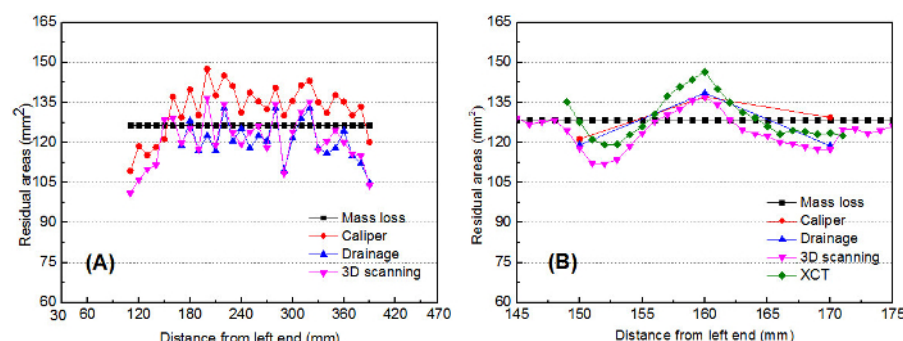 165
150
135
120
105
90
75
60
Residual areas (mm²)
Mass loss
Caliper
Drainage
3D scanning
(A)
30 60 120 180 240 300 360 420 470
Distance from left end (mm)
165
150
135
120
105
90
75
60
Residual areas (mm²)
Mass loss
Caliper
Drainage
3D scanning
XCT
(B)
145 150 155 160 165 170 175
Distance from left end (mm)